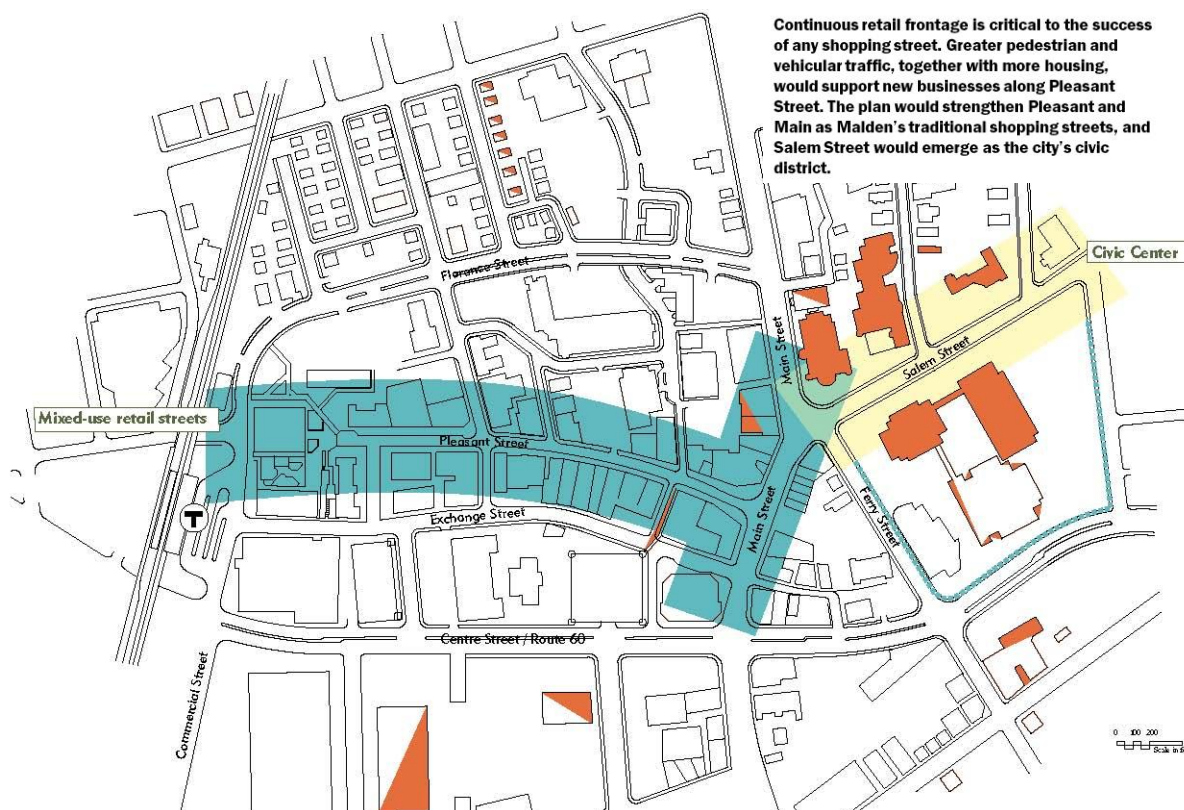 Continuous retail frontage is critical to the success
of any shopping street. Greater pedestrian and
vehicular traffic, together with more housing,
would support new businesses along Pleasant
Street. The plan would strengthen Pleasant and
Main as Malden's traditional shopping streets, and
Salem Street would emerge as the city's civic
district.
Civic Center
Florence Street
Main Street
Salem Street
Mixed-use retail streets
Pleasant Street
Exchange Street
Main Street
Ferry Street
T
Centre Street / Route 60
Commercial Street
0 100 200
Scale in